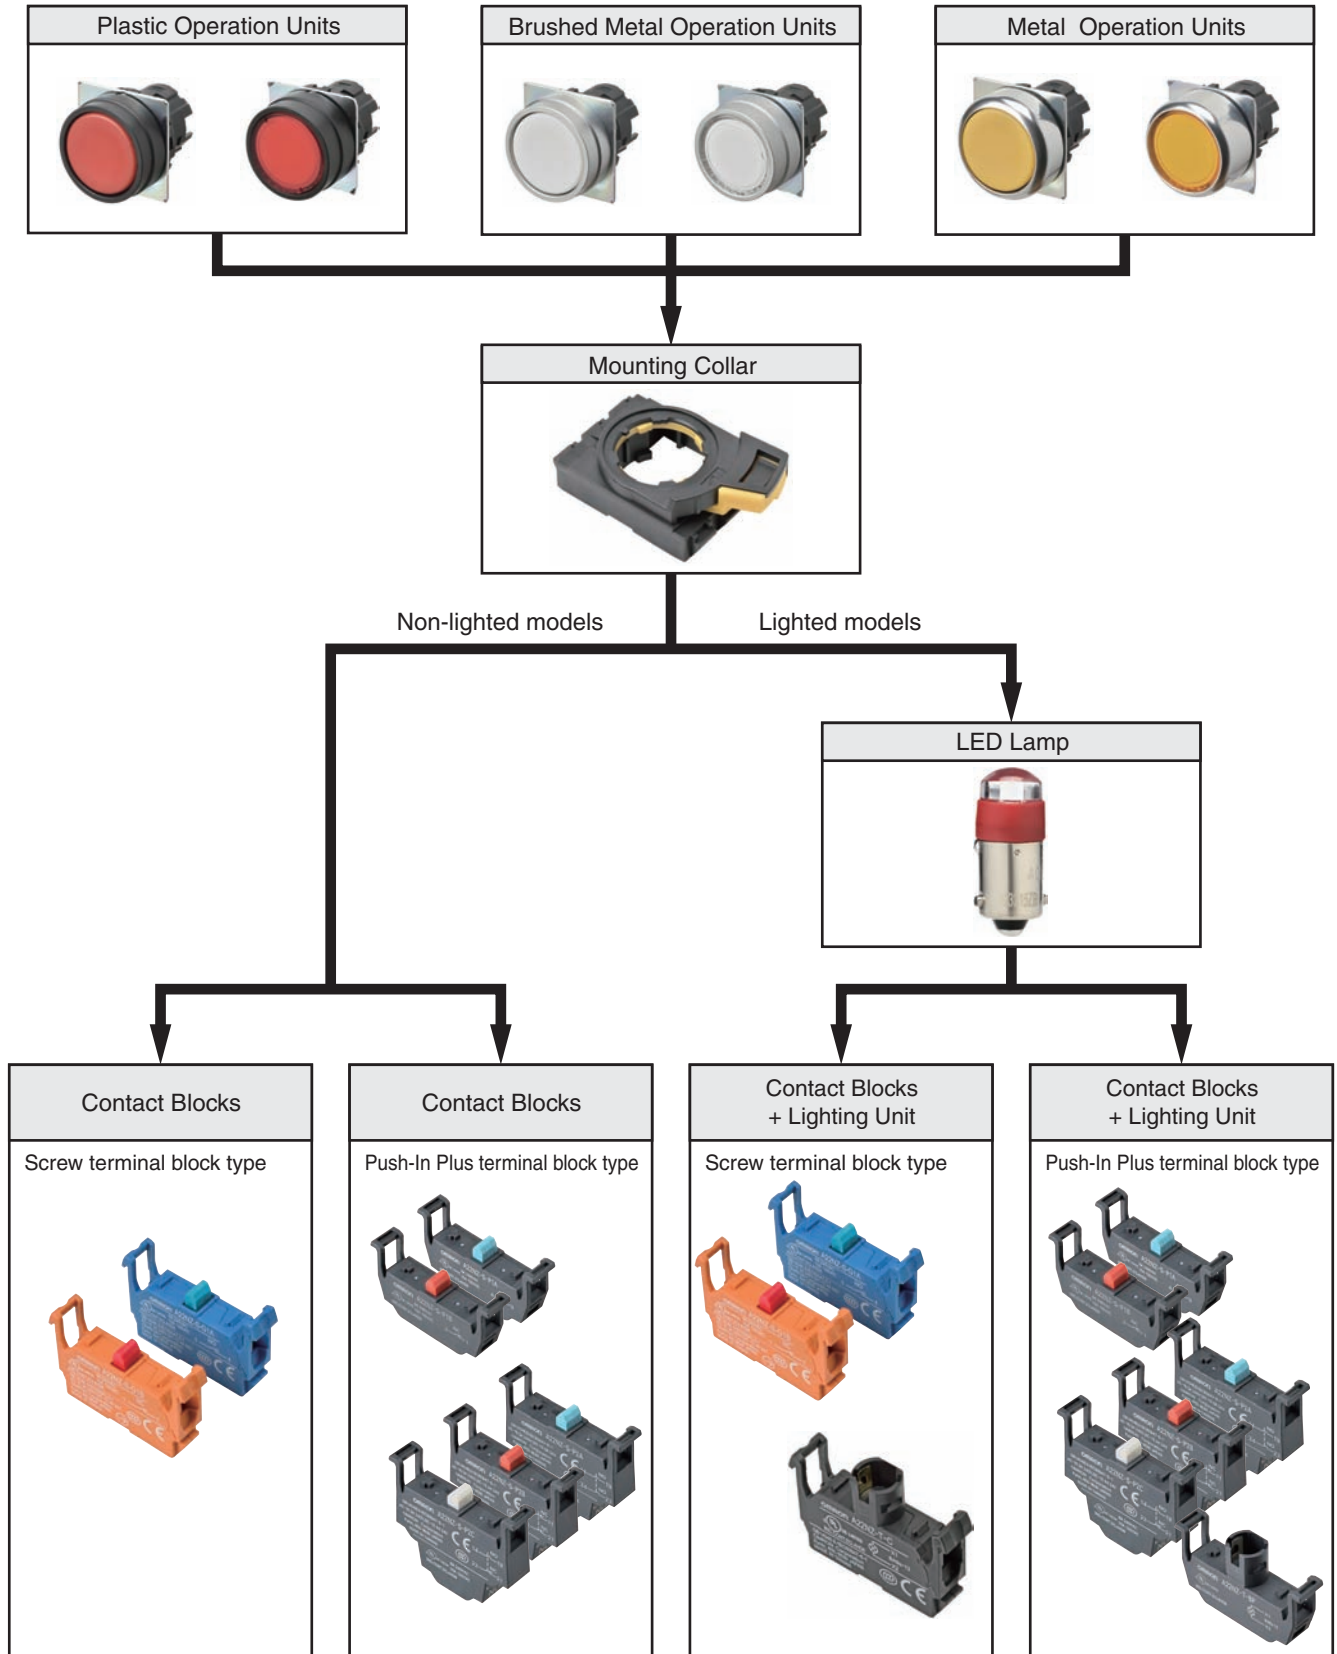 Plastic Operation Units
Brushed Metal Operation Units
Metal Operation Units
Mounting Collar
Non-lighted models
Lighted models
LED Lamp
Contact Blocks
Contact Blocks
Contact Blocks
+ Lighting Unit
Contact Blocks
+ Lighting Unit
Screw terminal block type
Push-In Plus terminal block type
Screw terminal block type
Push-In Plus terminal block type